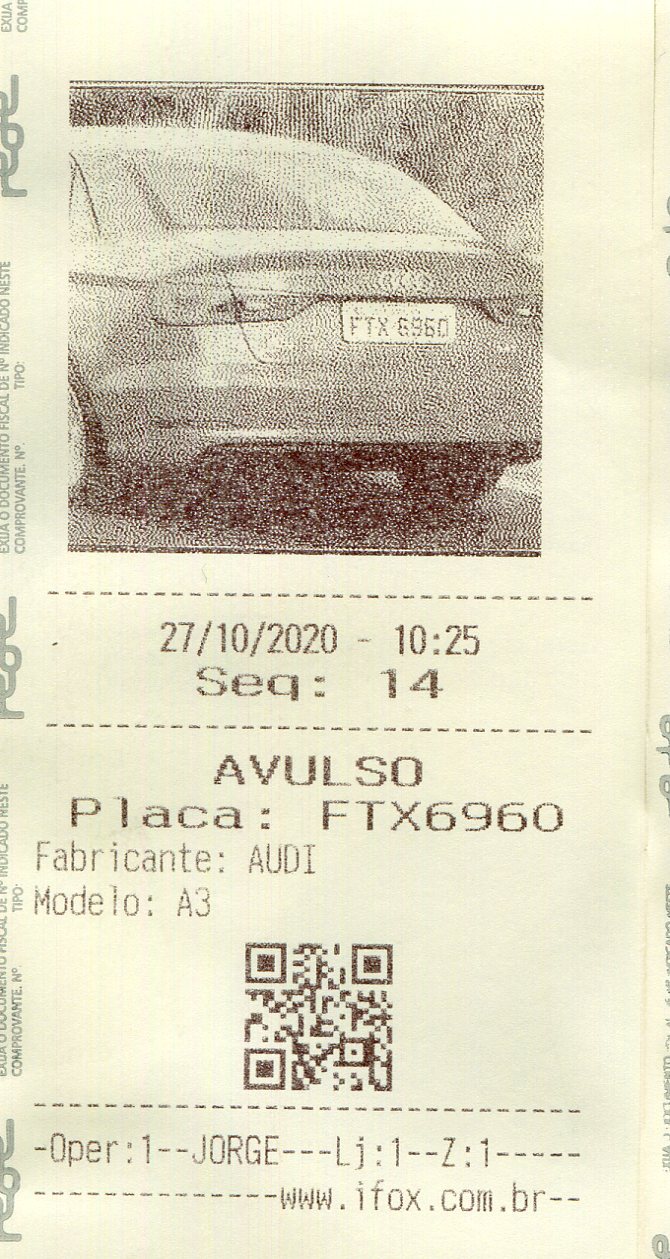 FTX 6960
27/10/2020 - 10:25
Seq: 14
AVULSO
Placa: FTX6960
Fabricante: AUDI
Modelo: A3
-Oper:1--JORGE---Lj:1--Z:1-----
---------------www.ifox.com.br--
EXIJA O DOCUMENTO FISCAL DE Nº INDICADO NESTE
COMPROVANTE. Nº TIPO:
EXIJA O DOCUMENTO FISCAL DE Nº INDICADO NESTE
COMPROVANTE. Nº TIPO: